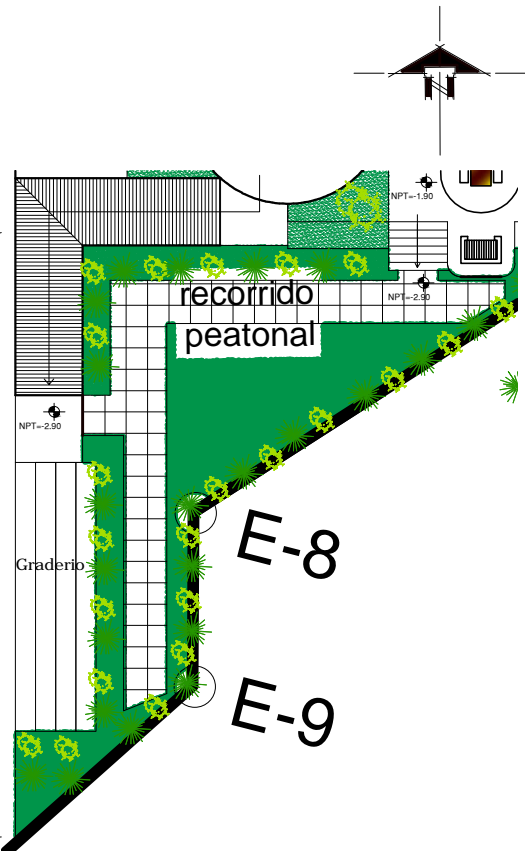 NPT=-1.90
recorrido
NPT=-2.90
peatonal
NPT=-2.90
E-8
Graderio
E-9